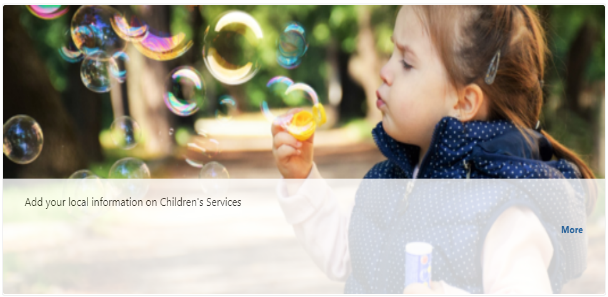 Add your local information on Children's Services
More